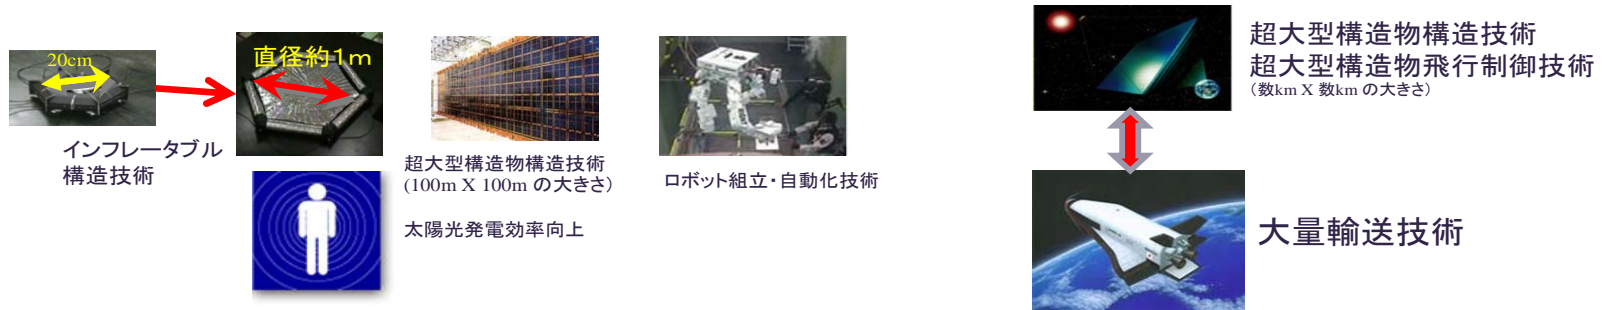 20cm
直径約1m
インフレータブル
構造技術
超大型構造物構造技術
(100m X 100m の大きさ)
太陽光発電効率向上
ロボット組立・自動化技術
超大型構造物構造技術
超大型構造物飛行制御技術
(数km X 数km の大きさ)
大量輸送技術